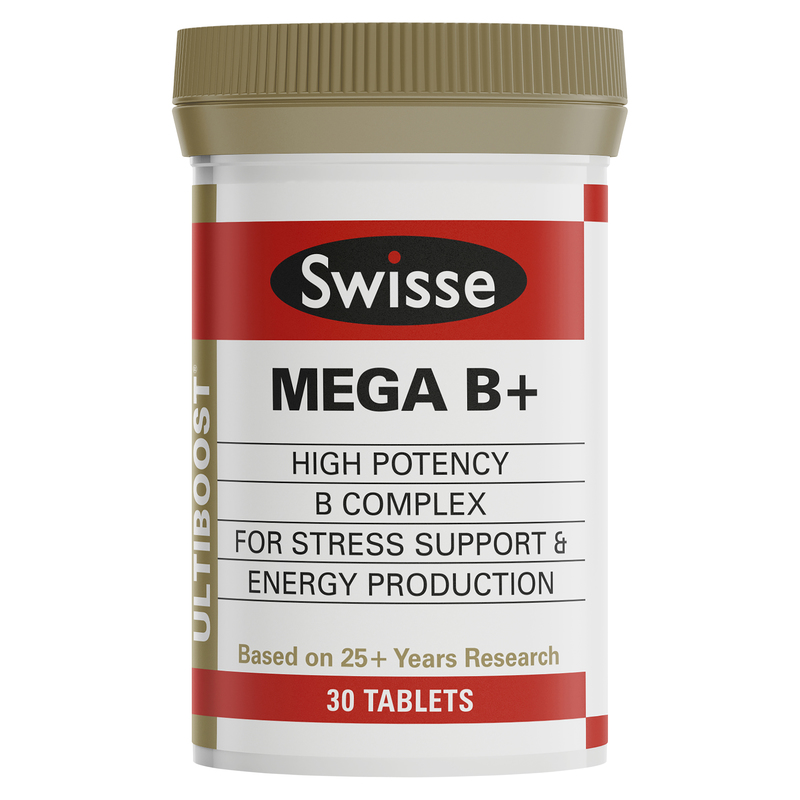 Swisse
MEGA B+
HIGH POTENCY
B COMPLEX
FOR STRESS SUPPORT &
ENERGY PRODUCTION
Based on 25+ Years Research
30 TABLETS
ULTIBOOST®